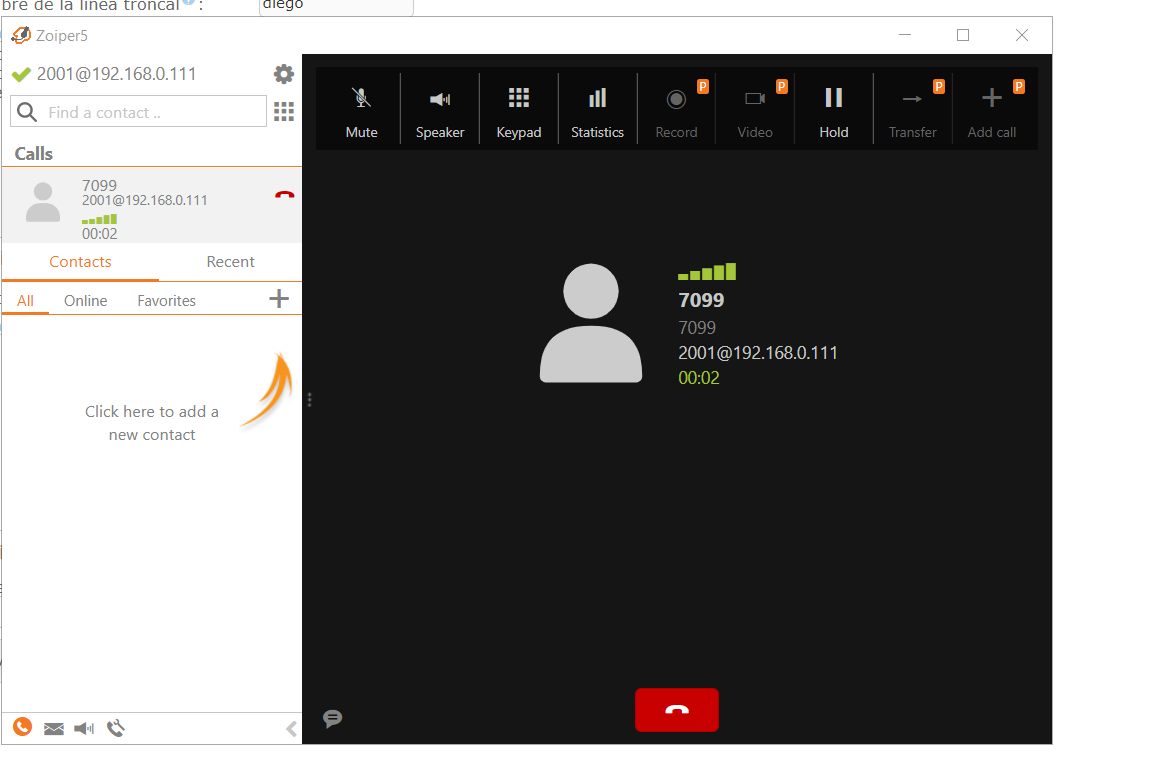 bre de la línea troncal :
diego
Zoiper5
2001@192.168.0.111
Find a contact ..
Calls
7099
2001@192.168.0.111
00:02
Contacts
Recent
All
Online
Favorites
Click here to add a
new contact
Mute
Speaker
Keypad
Statistics
P
Record
P
Video
Hold
P
Transfer
P
Add call
7099
7099
2001@192.168.0.111
00:02